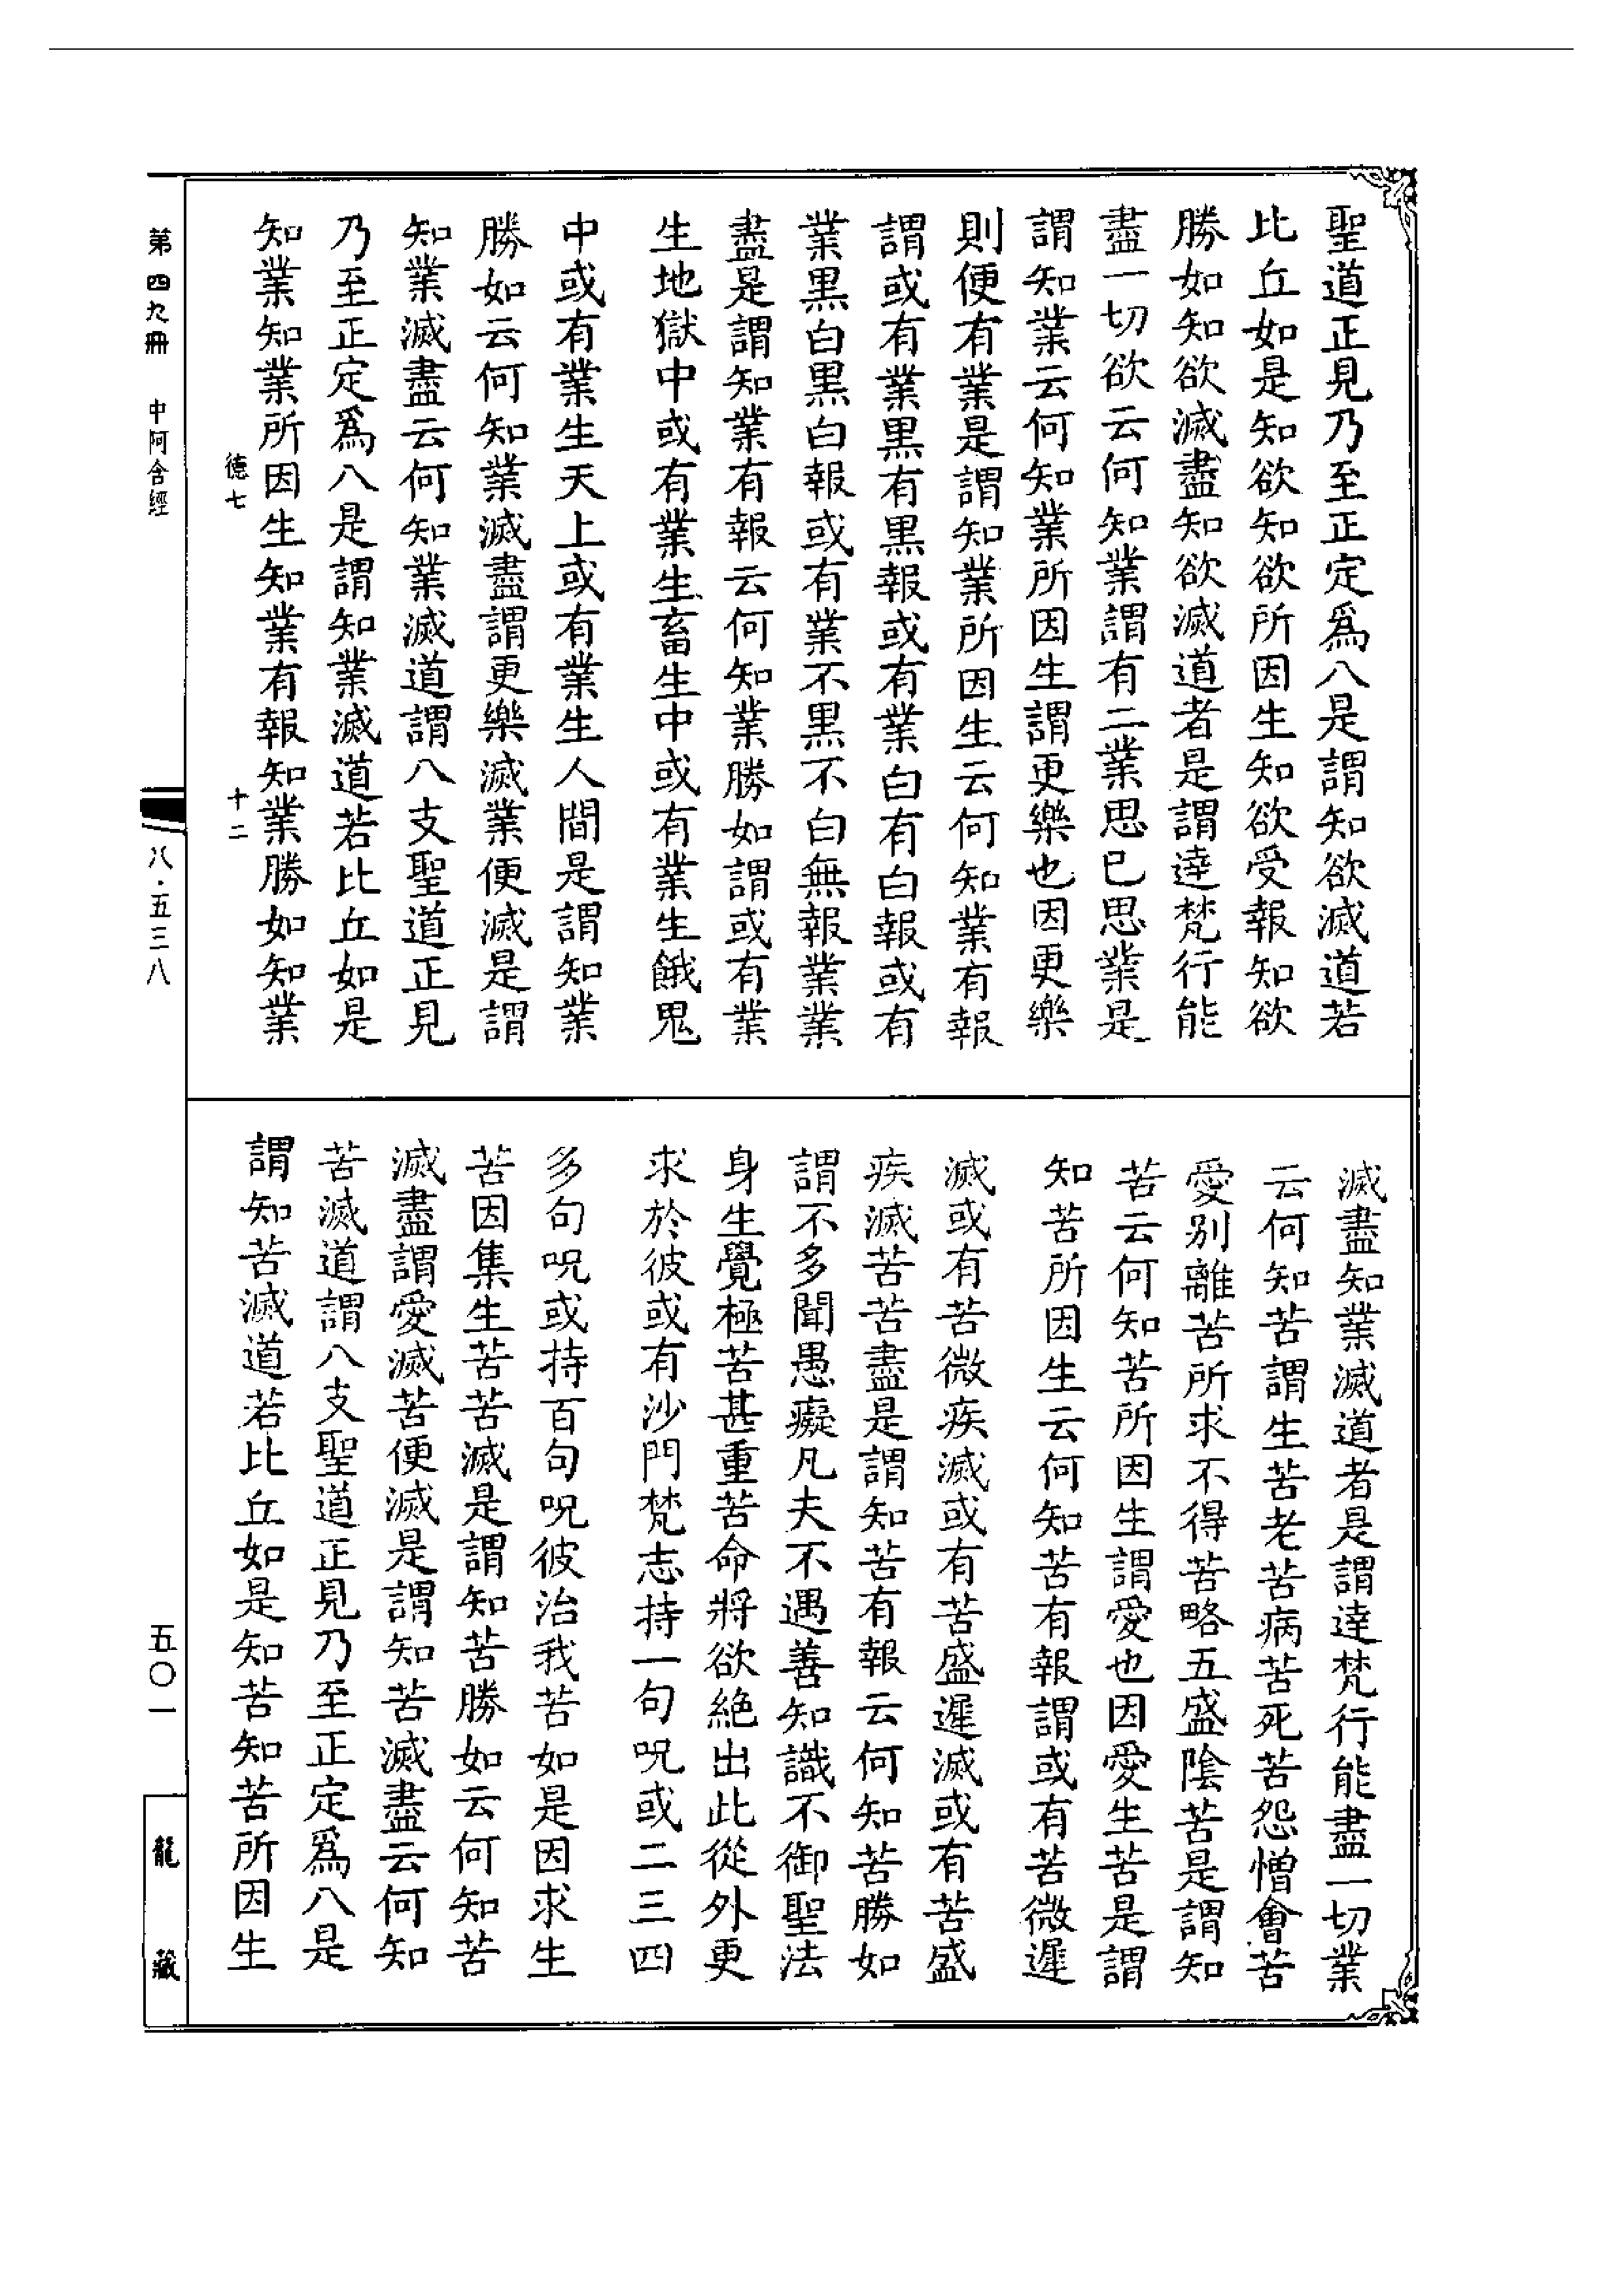 聖道正見乃至正定爲八是謂知欲滅道若
比丘如是知欲知欲所因生知欲受報知欲
勝如知欲滅盡知欲滅道者是謂達梵行能
盡一切欲云何知業謂有二業思已思業是
謂知業云何知業所因生謂更樂也因更樂
則便有業是謂知業所因生云何知業有報
謂或有業黒有黒報或有業白有白報或有
業黒白黒白報或有業不黒不白無報業業
盡是謂知業有報云何知業勝如謂或有業
生地獄中或有業生畜生中或有業生餓鬼
中或有業生天上或有業生人間是謂知業
勝如云何知業滅盡謂更樂滅業便滅是謂
知業滅盡云何知業滅道謂八支聖道正見
乃至正定爲八是謂知業滅道若比丘如是
知業知業所因生知業有報知業勝如知業
德七 十二
滅盡知業滅道者是謂達梵行能盡一切業
云何知苦謂生苦老苦病苦死苦怨憎會苦
愛别離苦所求不得苦略五盛陰苦是謂知
苦云何知苦所因生謂愛也因愛生苦是謂
知苦所因生云何知苦有報謂或有苦微遲
滅或有苦微疾滅或有苦盛遲滅或有苦盛
疾滅苦苦盡是謂知苦有報云何知苦勝如
謂不多聞愚癡凡夫不遇善知識不御聖法
身生覺極苦甚重苦命將欲絶出此從外更
求於彼或有沙門梵志持一句呪或二三四
多句呪或持百句呪彼治我苦如是因求生
苦因集生苦苦滅是謂知苦勝如云何知苦
滅盡謂愛滅苦便滅是謂知苦滅盡云何知
苦滅道謂八支聖道正見乃至正定爲八是
謂知苦滅道若比丘如是知苦知苦所因生
第四九冊 中阿含經
八·五三八
五〇一
龍藏